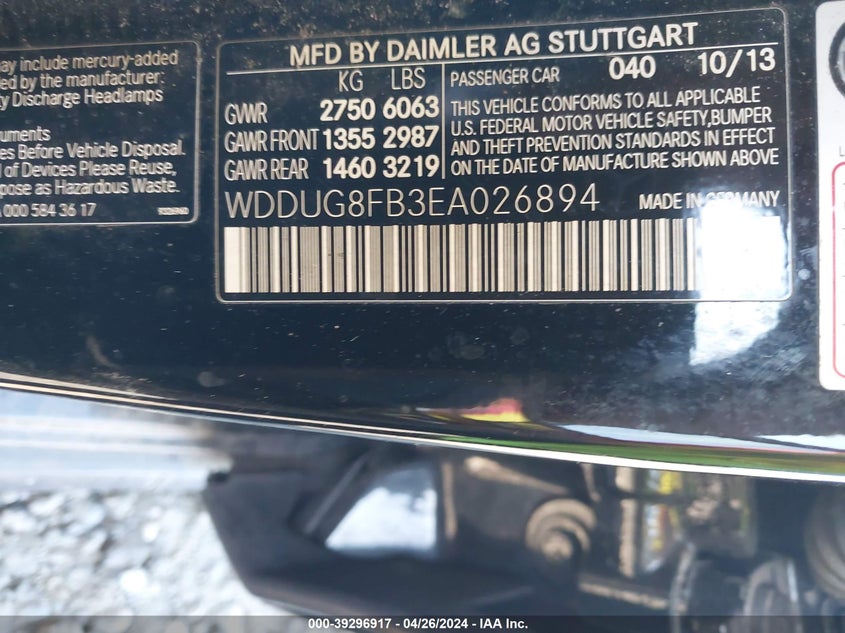 may include mercury-added
ed by the manufacturer:
ty Discharge Headlamps
uments
es Before Vehicle Disposal.
l of Devices Please Reuse,
pose as Hazardous Waste.
000 584 36 17
MFD BY DAIMLER AG STUTTGART
KG LBS
GVWR 2750 6063
GAWR FRONT 1355 2987
GAWR REAR 1460 3219
PASSENGER CAR 040 10/13
THIS VEHICLE CONFORMS TO ALL APPLICABLE
U.S. FEDERAL MOTOR VEHICLE SAFETY,BUMPER
AND THEFT PREVENTION STANDARDS IN EFFECT
ON THE DATE OF MANUFACTURE SHOWN ABOVE
WDDUG8FB3EA026894 MADE IN GERMANY
000-39296917 - 04/26/2024 - IAA Inc.